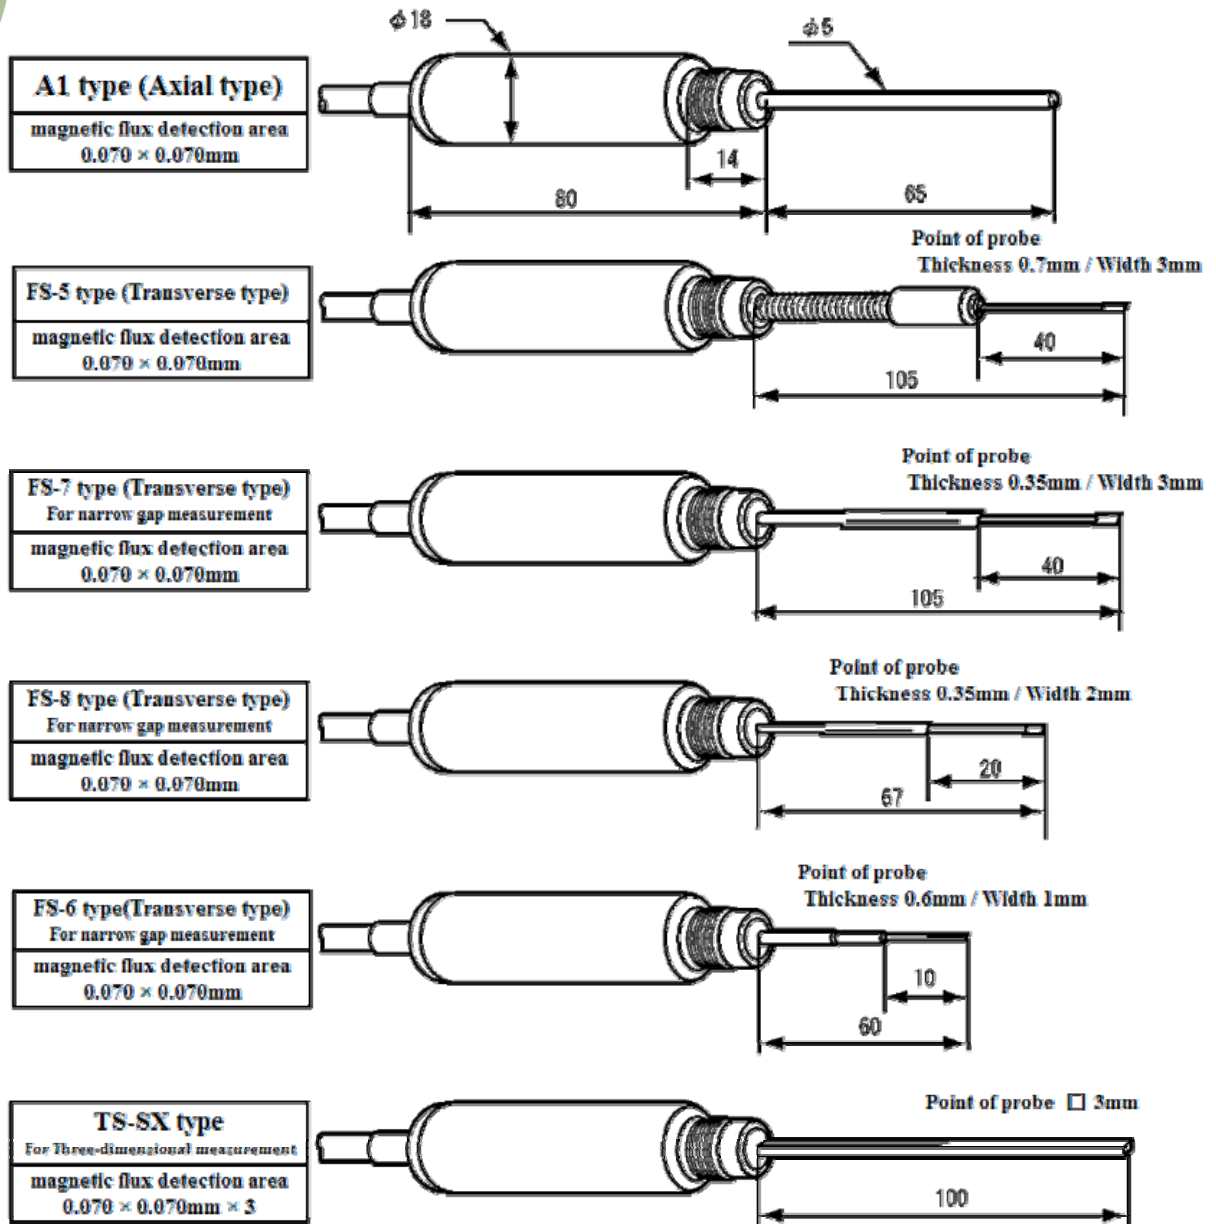 ϕ18
ϕ5
A1 type (Axial type)
magnetic flux detection area
0.070 × 0.070mm
14
80
65
Point of probe
Thickness 0.7mm / Width 3mm
FS-5 type (Transverse type)
magnetic flux detection area
0.070 × 0.070mm
40
105
Point of probe
Thickness 0.35mm / Width 3mm
FS-7 type (Transverse type)
For narrow gap measurement
magnetic flux detection area
0.070 × 0.070mm
40
105
Point of probe
Thickness 0.35mm / Width 2mm
FS-8 type (Transverse type)
For narrow gap measurement
magnetic flux detection area
0.070 × 0.070mm
20
67
Point of probe
Thickness 0.6mm / Width 1mm
FS-6 type(Transverse type)
For narrow gap measurement
magnetic flux detection area
0.070 × 0.070mm
10
60
Point of probe □ 3mm
TS-SX type
For Three-dimensional measurement
magnetic flux detection area
0.070 × 0.070mm × 3
100